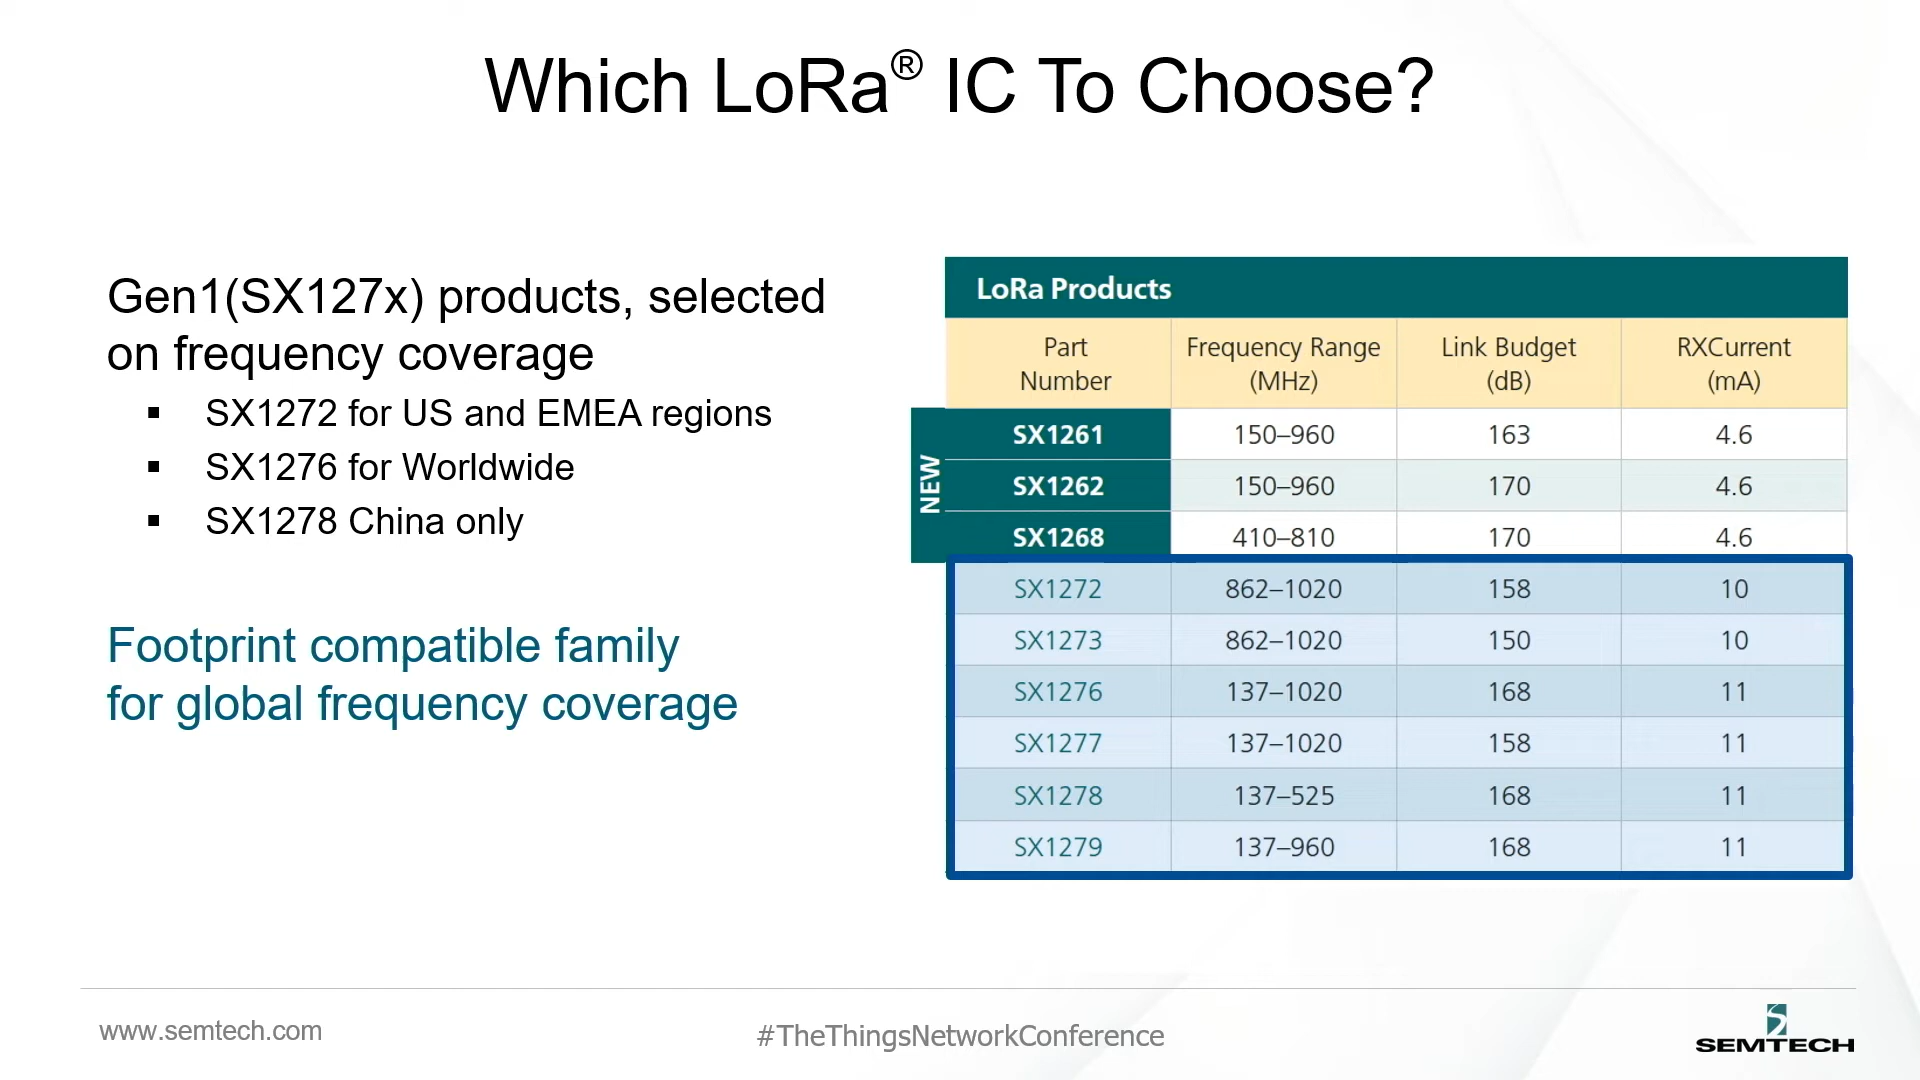 Which LoRa® IC To Choose?
Gen1(SX127x) products, selected
on frequency coverage
▪ SX1272 for US and EMEA regions
▪ SX1276 for Worldwide
▪ SX1278 China only
Footprint compatible family
for global frequency coverage
LoRa Products
Part Number Frequency Range (MHz) Link Budget (dB) RXCurrent (mA)
NEW
SX1261 150–960 163 4.6
SX1262 150–960 170 4.6
SX1268 410–810 170 4.6
SX1272 862–1020 158 10
SX1273 862–1020 150 10
SX1276 137–1020 168 11
SX1277 137–1020 158 11
SX1278 137–525 168 11
SX1279 137–960 168 11
www.semtech.com
#TheThingsNetworkConference
SEMTECH